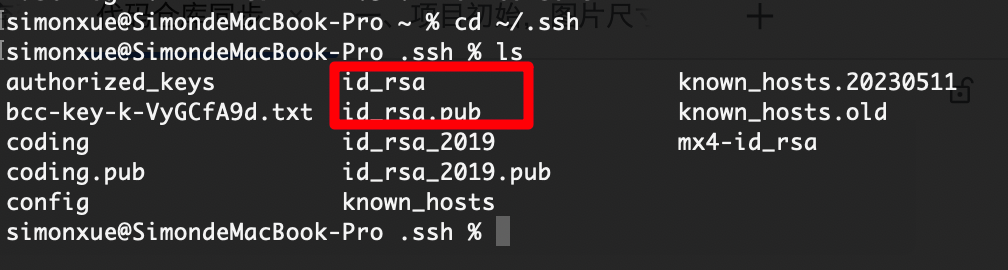 simonxue@SimondeMacBook-Pro ~ % cd ~/.ssh
simonxue@SimondeMacBook-Pro .ssh % ls
authorized_keys id_rsa known_hosts.20230511
bcc-key-k-VyGCfA9d.txt id_rsa.pub known_hosts.old
coding id_rsa_2019 mx4-id_rsa
coding.pub id_rsa_2019.pub
config known_hosts
simonxue@SimondeMacBook-Pro .ssh %